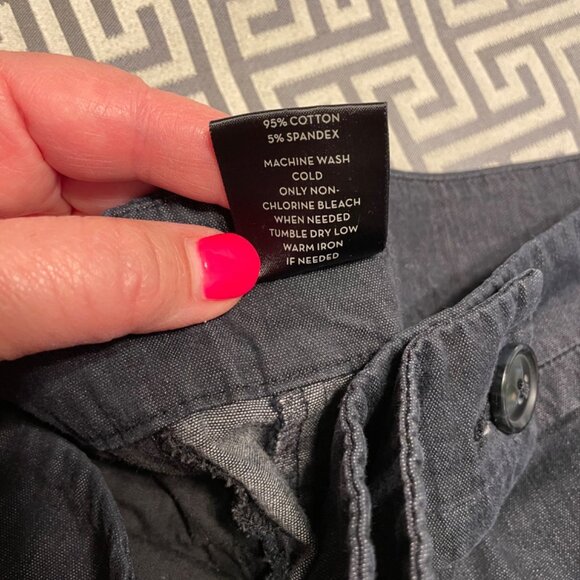 95% COTTON
5% SPANDEX
MACHINE WASH
COLD
ONLY NON-
CHLORINE BLEACH
WHEN NEEDED
TUMBLE DRY LOW
WARM IRON
IF NEEDED